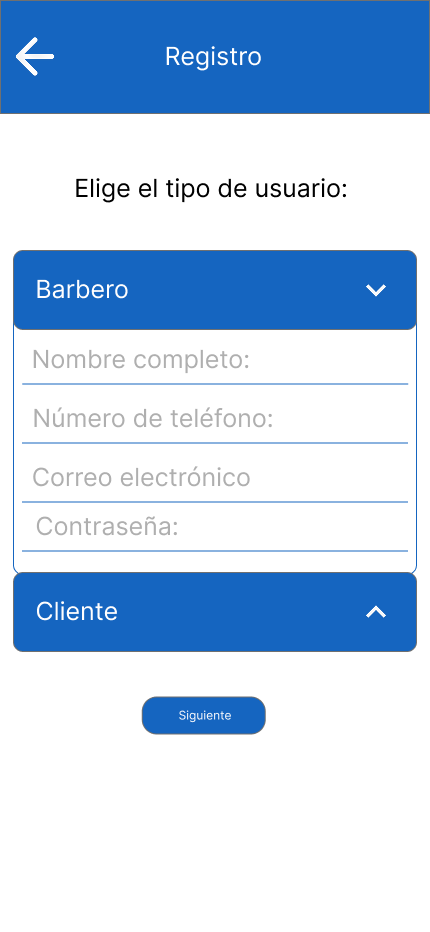 Registro
Elige el tipo de usuario:
Barbero
Nombre completo:
Número de teléfono:
Correo electrónico
Contraseña:
Cliente
Siguiente